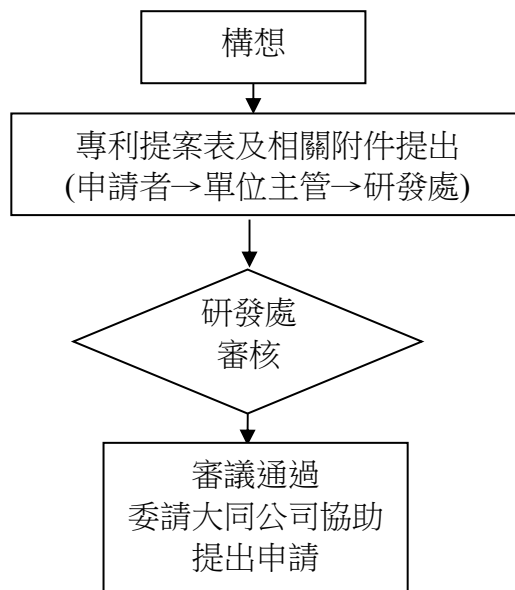 構想
專利提案表及相關附件提出
(申請者→單位主管→研發處)
研發處
審核
審議通過
委請大同公司協助
提出申請